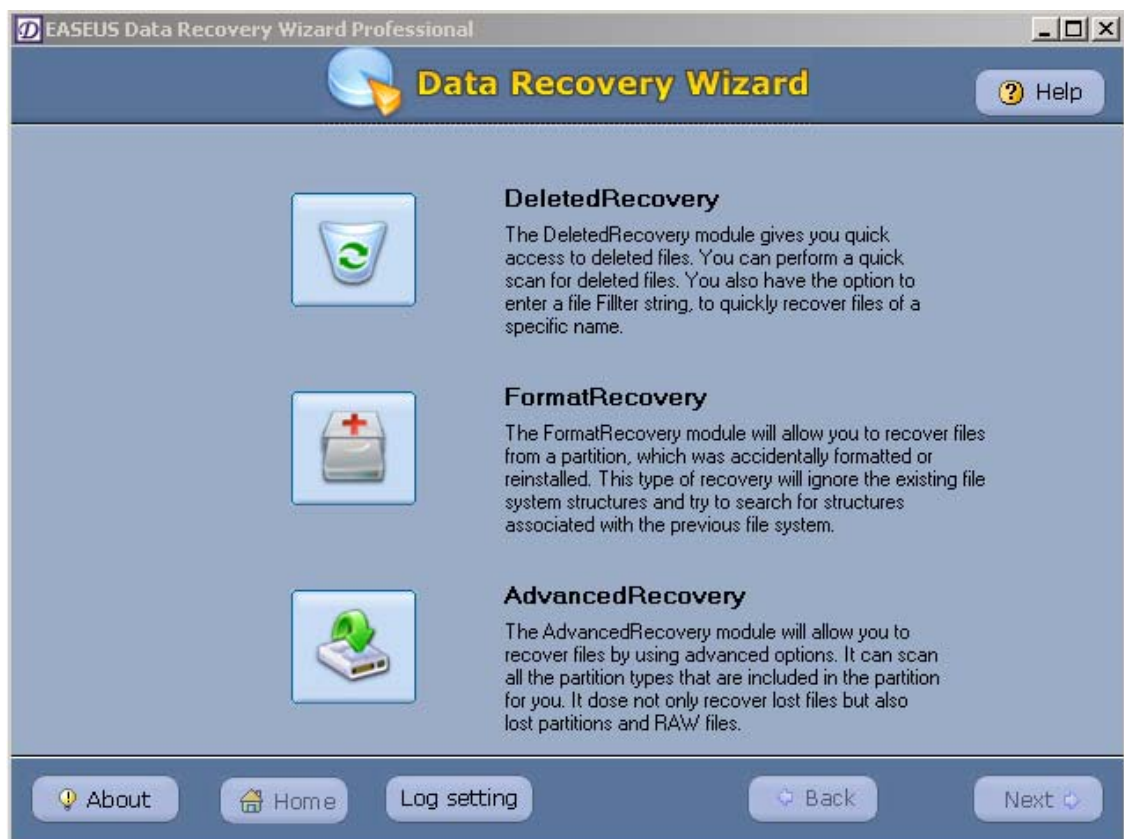 EASEUS Data Recovery Wizard Professional
Data Recovery Wizard
Help
DeletedRecovery
The DeletedRecovery module gives you quick
access to deleted files. You can perform a quick
scan for deleted files. You also have the option to
enter a file Fillter string, to quickly recover files of a
specific name.
FormatRecovery
The FormatRecovery module will allow you to recover files
from a partition, which was accidentally formatted or
reinstalled. This type of recovery will ignore the existing file
system structures and try to search for structures
associated with the previous file system.
AdvancedRecovery
The AdvancedRecovery module will allow you to
recover files by using advanced options. It can scan
all the partition types that are included in the partition
for you. It dose not only recover lost files but also
lost partitions and RAW files.
About
Home
Log setting
Back
Next